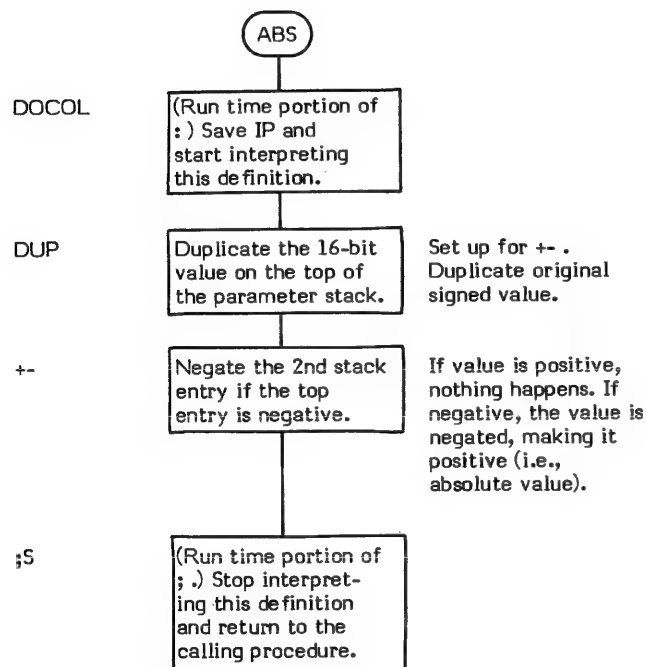 ABS
DOCOL
(Run time portion of
: ) Save IP and
start interpreting
this definition.
DUP
Duplicate the 16-bit
value on the top of
the parameter stack.
Set up for +- .
Duplicate original
signed value.
+-
Negate the 2nd stack
entry if the top
entry is negative.
If value is positive,
nothing happens. If
negative, the value is
negated, making it
positive (i.e.,
absolute value).
;S
(Run time portion of
; .) Stop interpret-
ing this definition
and return to the
calling procedure.